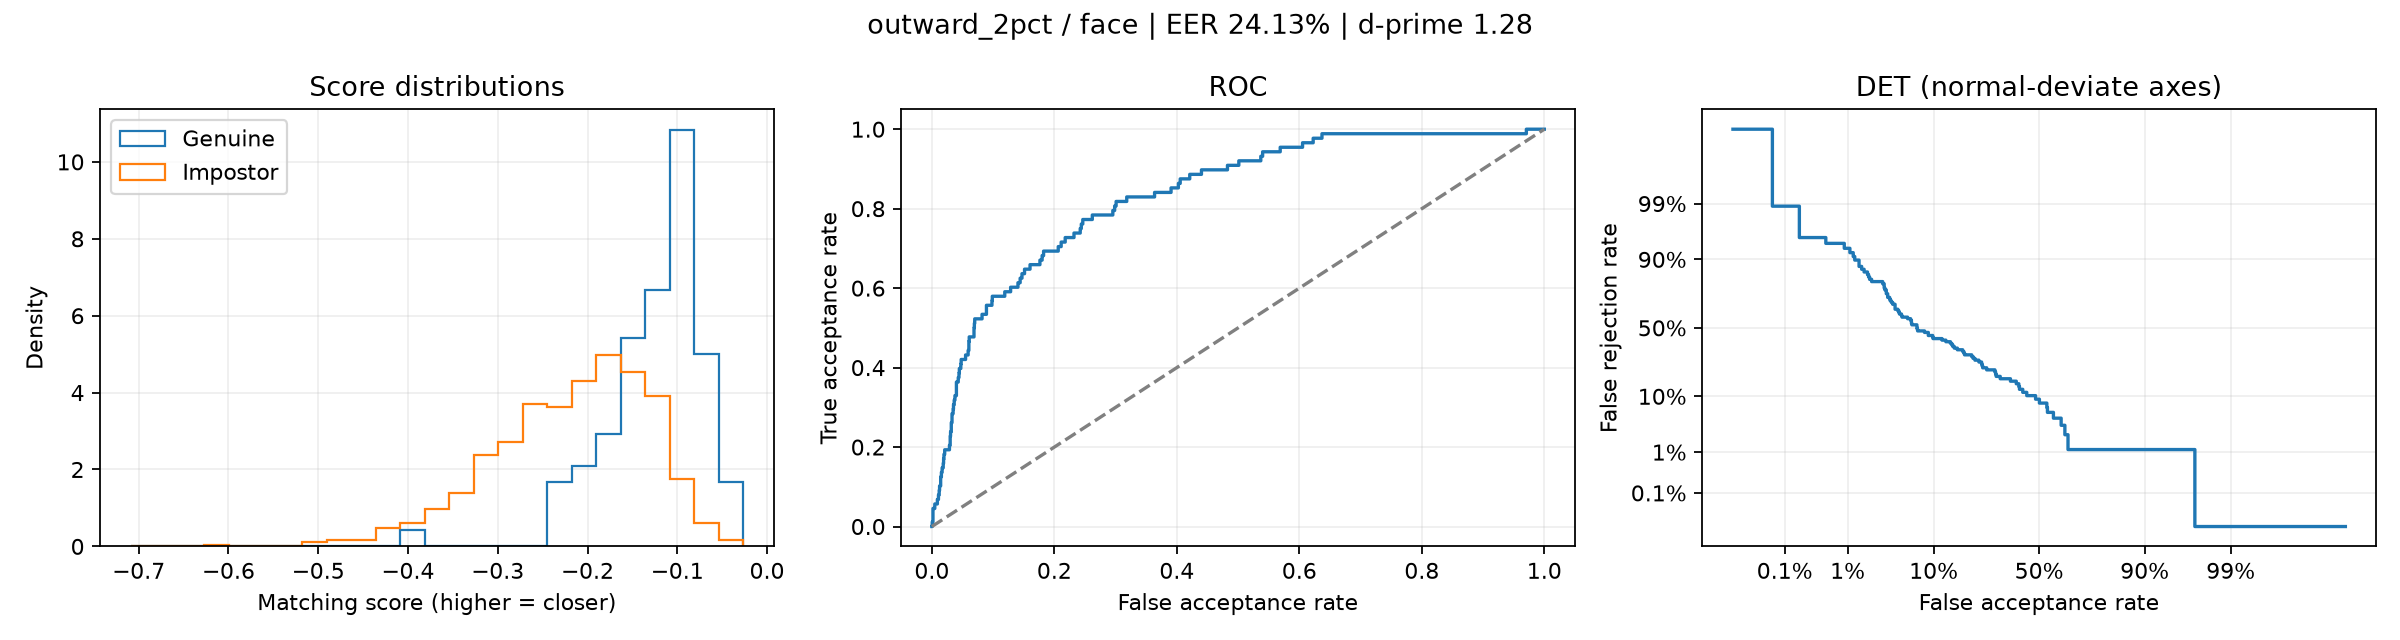 outward_2pct / face | EER 24.13% | d-prime 1.28
Score distributions
Genuine
Impostor
10
8
6
4
2
0
Density
−0.7 −0.6 −0.5 −0.4 −0.3 −0.2 −0.1 0.0
Matching score (higher = closer)
ROC
1.0
0.8
0.6
0.4
0.2
0.0
True acceptance rate
0.0 0.2 0.4 0.6 0.8 1.0
False acceptance rate
DET (normal-deviate axes)
99%
90%
50%
10%
1%
0.1%
False rejection rate
0.1% 1% 10% 50% 90% 99%
False acceptance rate